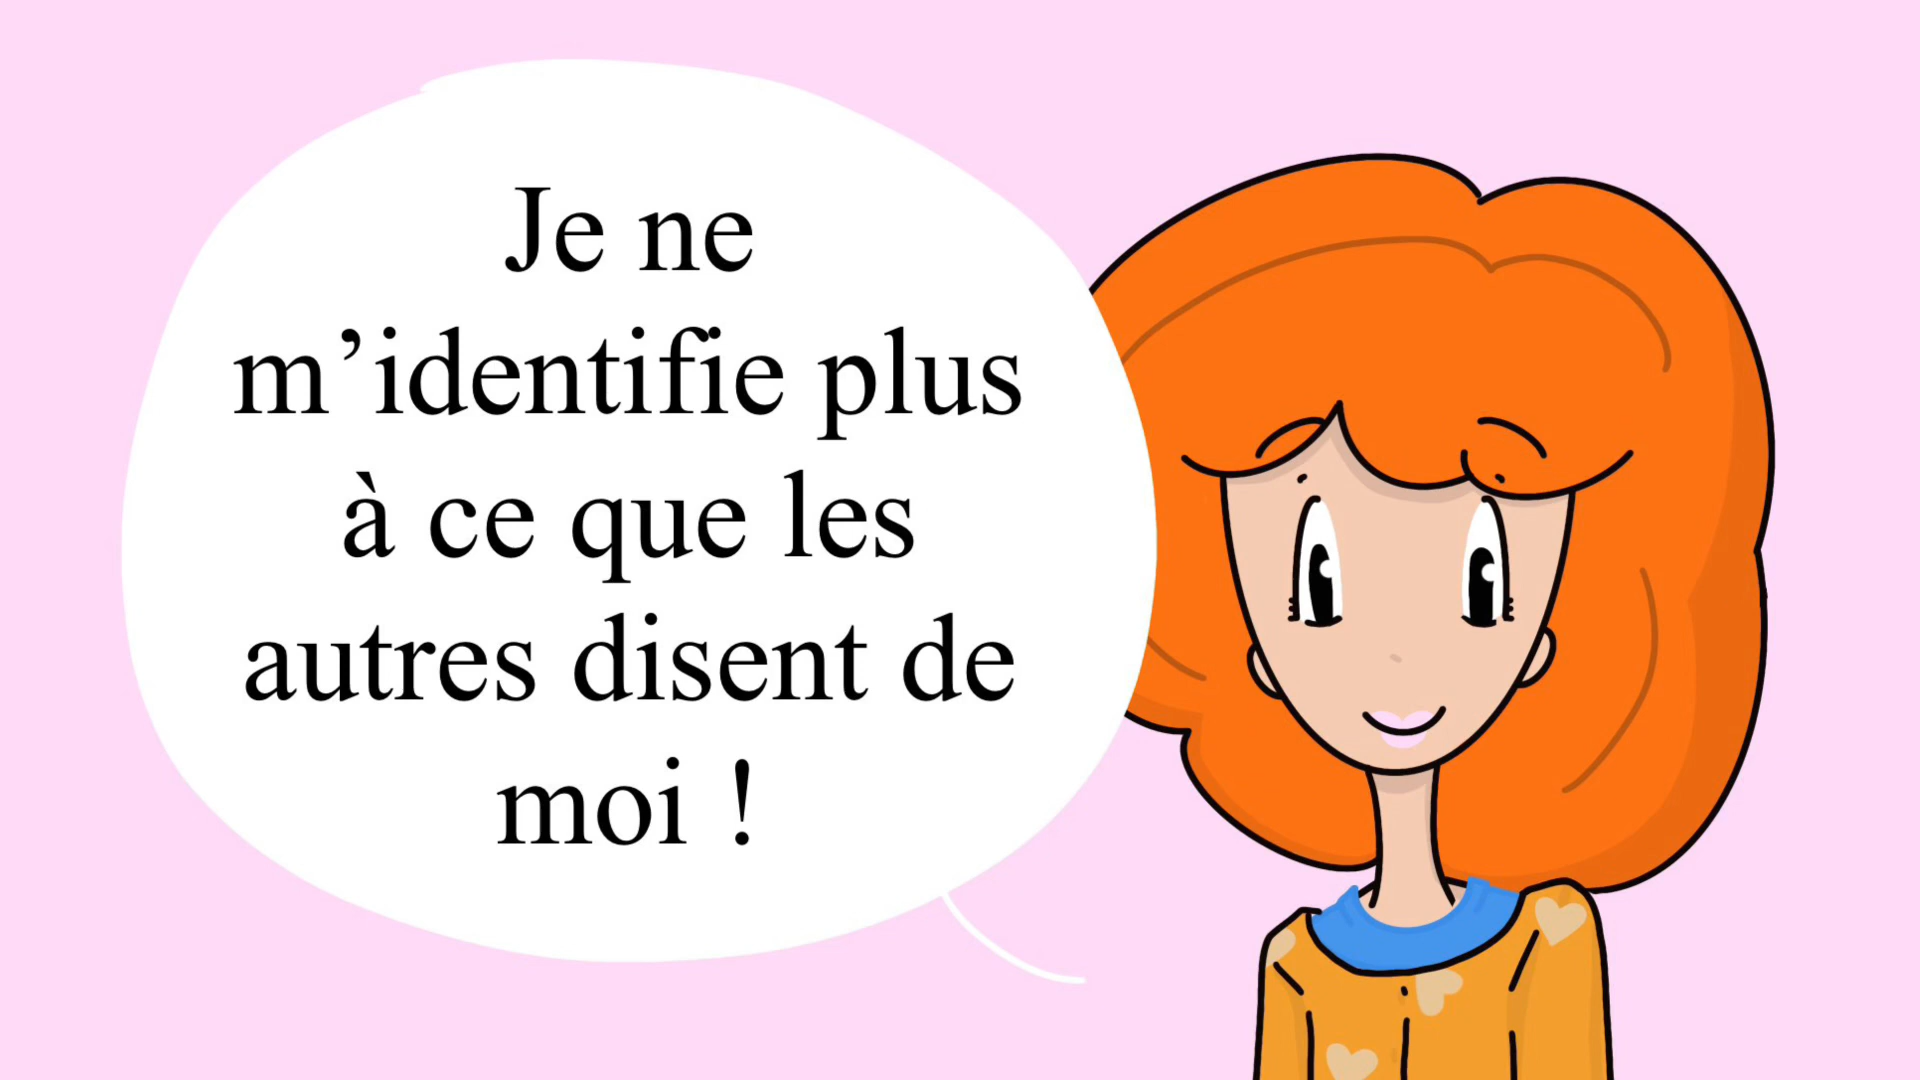 Je ne
m’identifie plus
à ce que les
autres disent de
moi !